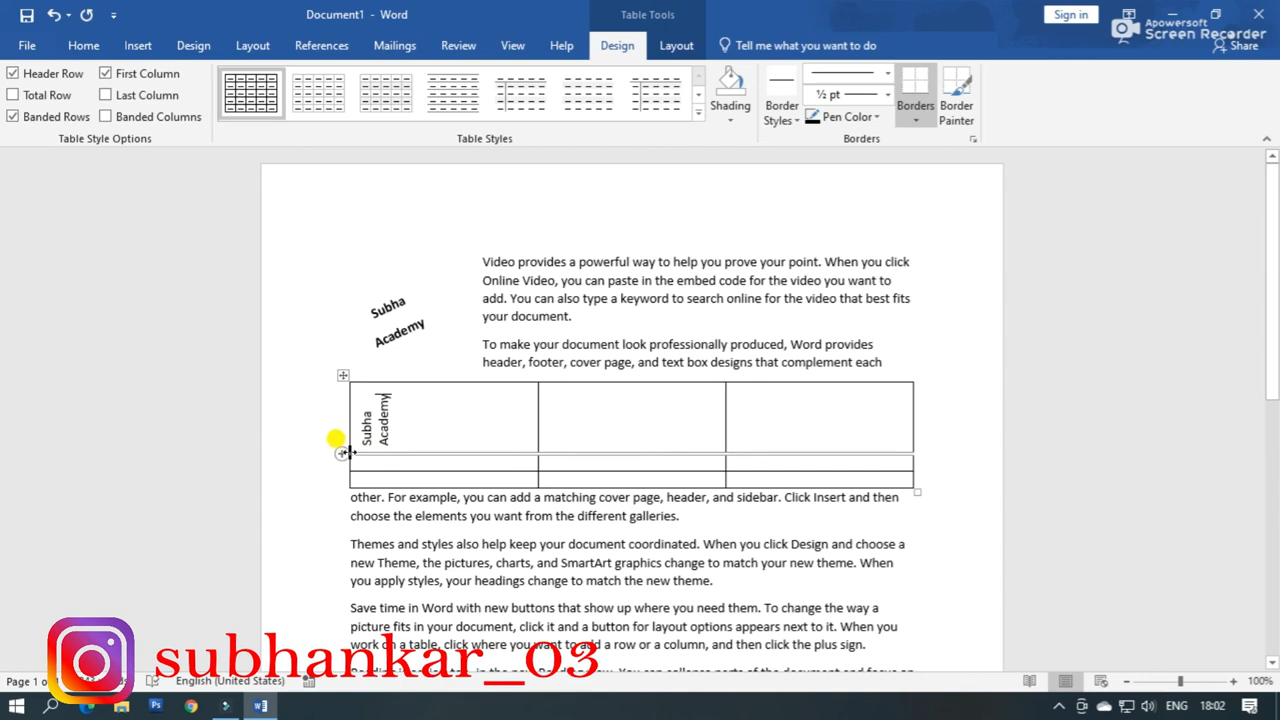 Document1 - Word
Table Tools
Sign in
Apowersoft
Screen Recorder
File
Home
Insert
Design
Layout
References
Mailings
Review
View
Help
Design
Layout
Tell me what you want to do
Share
Header Row
First Column
Total Row
Last Column
Banded Rows
Banded Columns
Table Style Options
Table Styles
Shading
Border
Styles
½ pt
Pen Color
Borders
Border
Painter
Borders
Video provides a powerful way to help you prove your point. When you click
Online Video, you can paste in the embed code for the video you want to
add. You can also type a keyword to search online for the video that best fits
your document.
Subha
Academy
To make your document look professionally produced, Word provides
header, footer, cover page, and text box designs that complement each
Subha
Academy
other. For example, you can add a matching cover page, header, and sidebar. Click Insert and then
choose the elements you want from the different galleries.
Themes and styles also help keep your document coordinated. When you click Design and choose a
new Theme, the pictures, charts, and SmartArt graphics change to match your new theme. When
you apply styles, your headings change to match the new theme.
Save time in Word with new buttons that show up where you need them. To change the way a
picture fits in your document, click it and a button for layout options appears next to it. When you
work on a table, click where you want to add a row or a column, and then click the plus sign.
subhankar_03
Page 1 o
English (United States)
100%
Ps
ENG
18:02